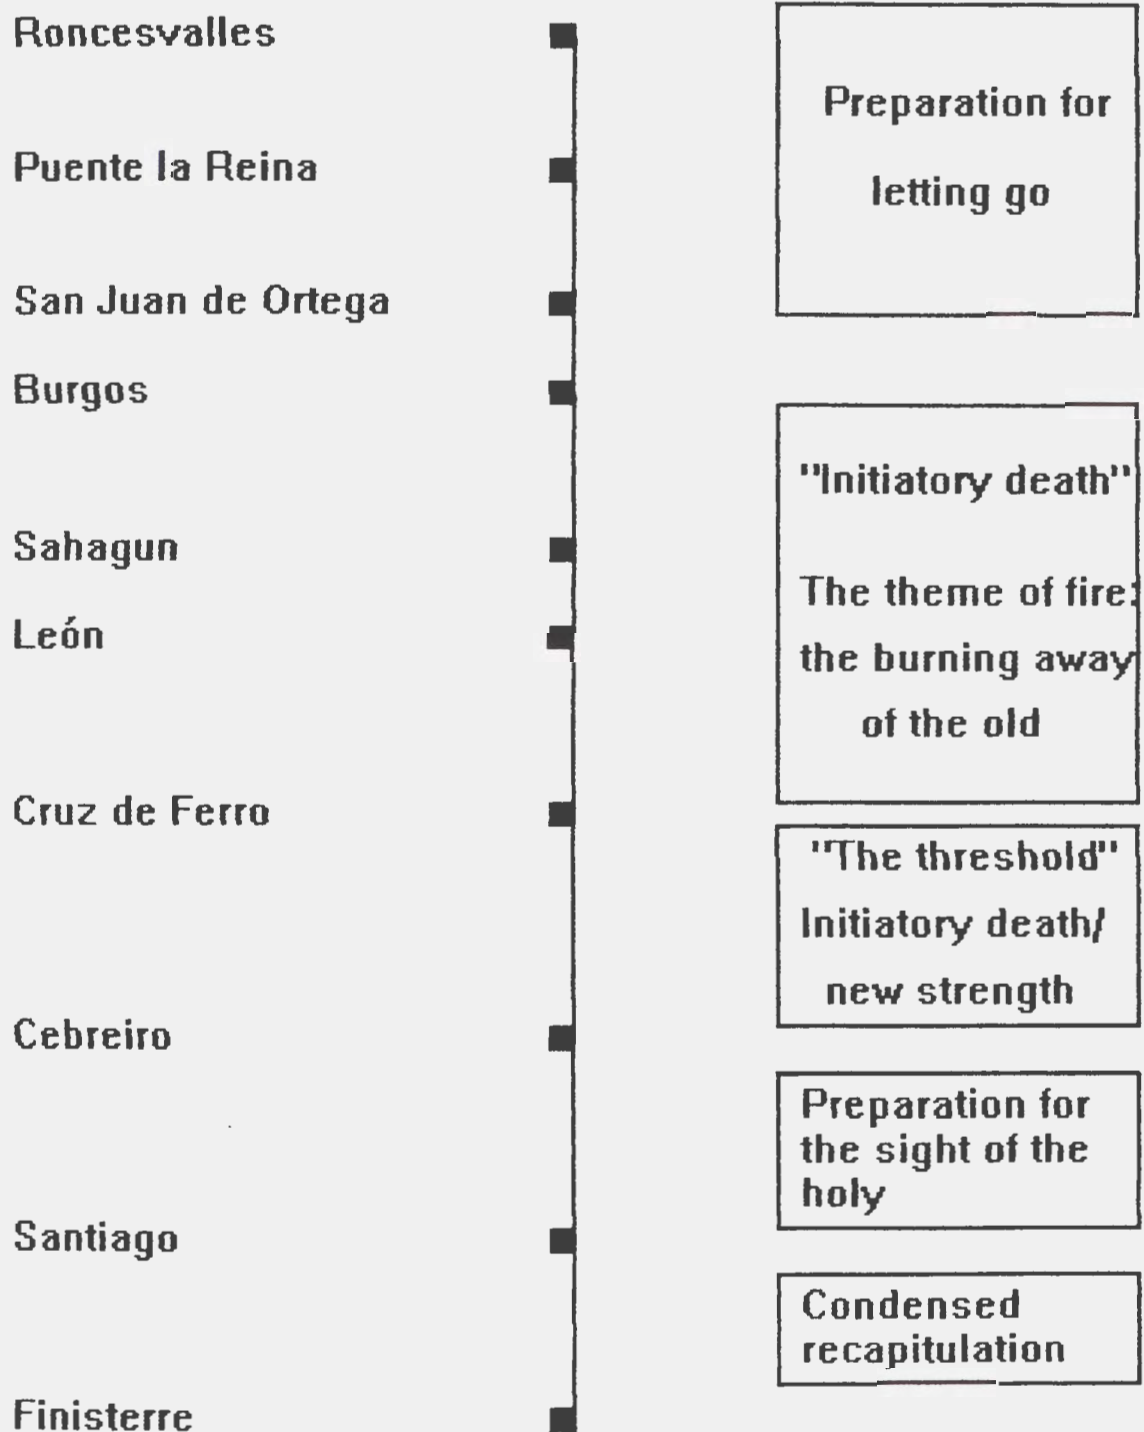 Roncesvalles
Puente la Reina
San Juan de Ortega
Burgos
Sahagun
León
Cruz de Ferro
Cebreiro
Santiago
Finisterre
Preparation for
letting go
"Initiatory death"
The theme of fire:
the burning away
of the old
"The threshold"
Initiatory death/
new strength
Preparation for
the sight of the
holy
Condensed
recapitulation